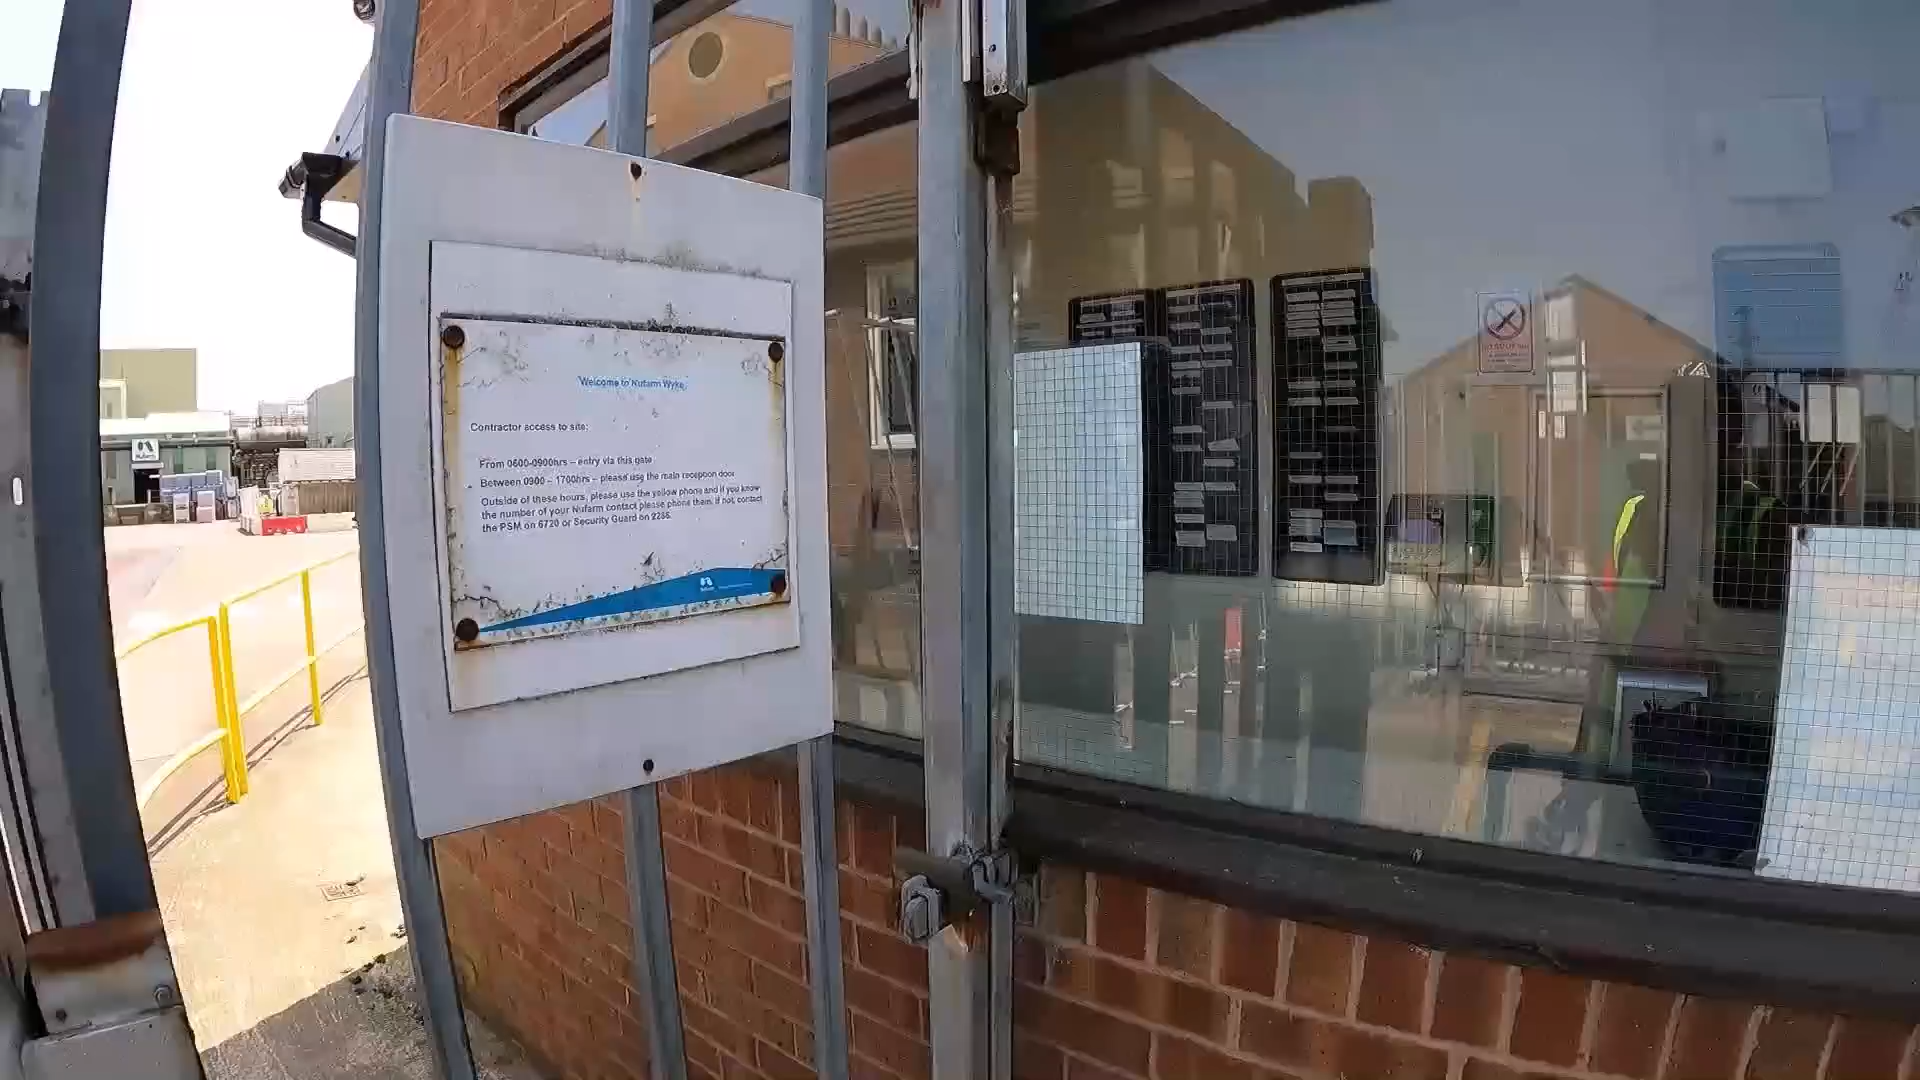 Welcome to Nufarm Wyke
Contractor access to site:
From 0600-0900hrs – entry via this gate
Between 0900 – 1700hrs – please use the main reception door
Outside of these hours, please use the yellow phone and if you know
the number of your Nufarm contact please phone them. If not, contact
the PSM on 6720 or Security Guard on 2286.
Nufarm